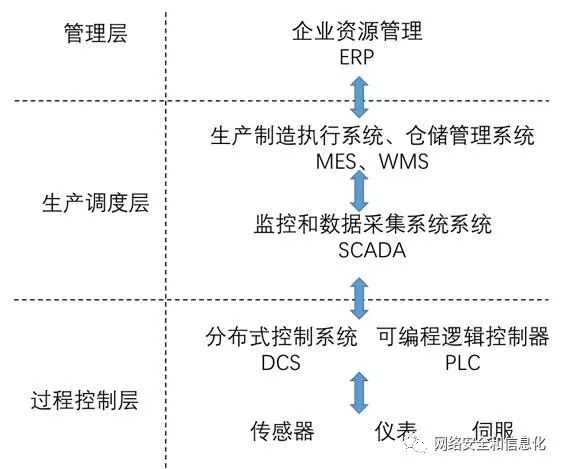 管理层
企业资源管理
ERP
生产制造执行系统、仓储管理系统
MES、WMS
生产调度层
监控和数据采集系统系统
SCADA
分布式控制系统 可编程逻辑控制器
DCS PLC
过程控制层
传感器 仪表 伺服
网络安全和信息化